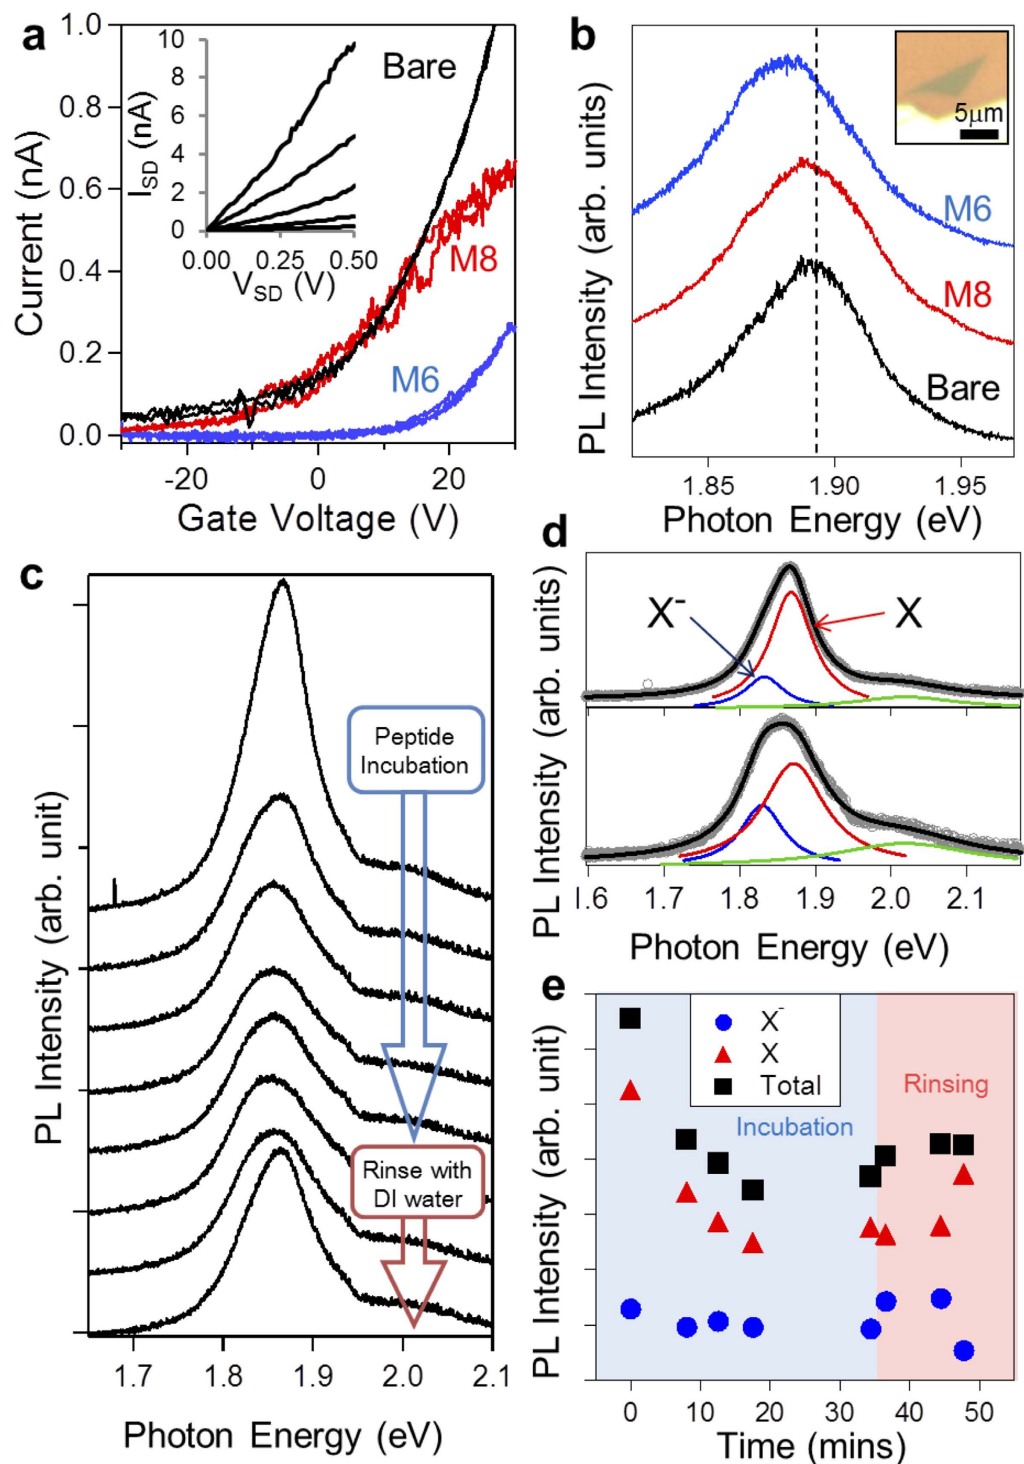 a
Current (nA)
1.0
0.8
0.6
0.4
0.2
0.0
-20
0
20
Gate Voltage (V)
Bare
M8
M6
I_SD (nA)
10
8
6
4
2
0
0.00
0.25
0.50
V_SD (V)
b
PL Intensity (arb. units)
M6
M8
Bare
5µm
1.85
1.90
1.95
Photon Energy (eV)
c
PL Intensity (arb. unit)
Peptide
Incubation
Rinse with
DI water
1.7
1.8
1.9
2.0
2.1
Photon Energy (eV)
d
PL Intensity (arb. units)
X⁻
X
1.6
1.7
1.8
1.9
2.0
2.1
Photon Energy (eV)
e
PL Intensity (arb. unit)
X⁻
X
Total
Incubation
Rinsing
0
10
20
30
40
50
Time (mins)